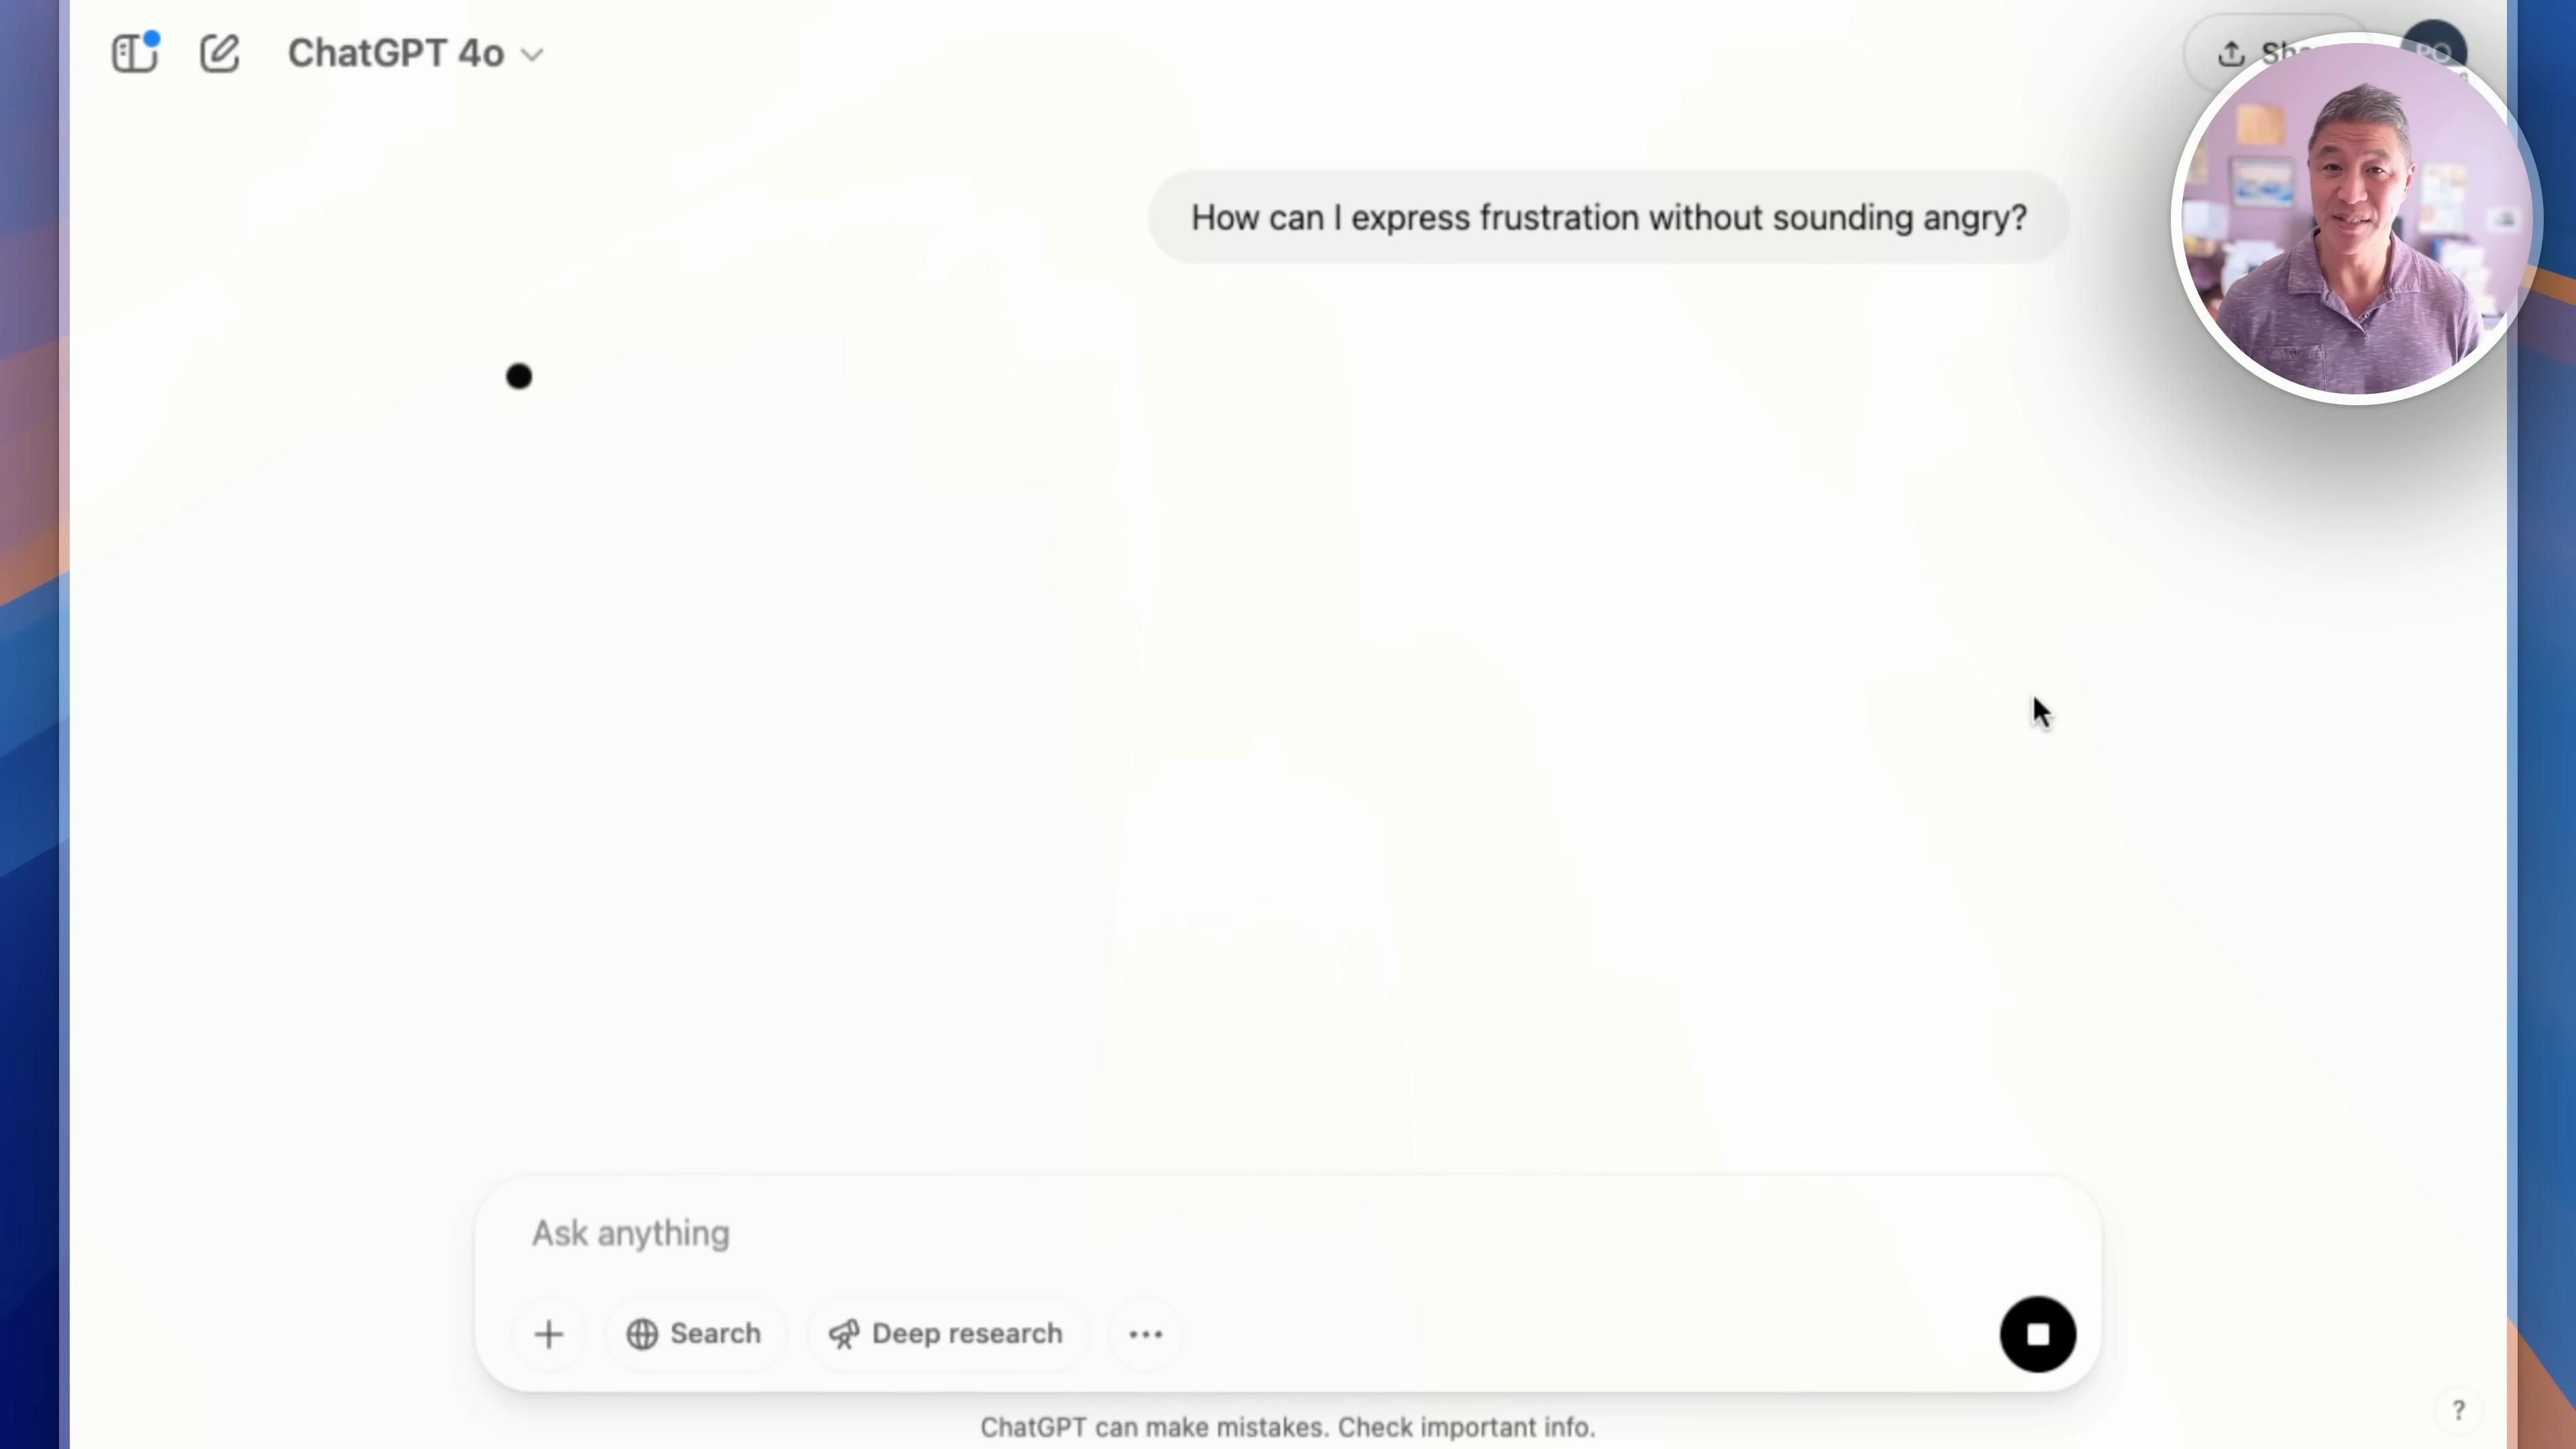 ChatGPT 4o
How can I express frustration without sounding angry?
Ask anything
Search
Deep research
ChatGPT can make mistakes. Check important info.
?